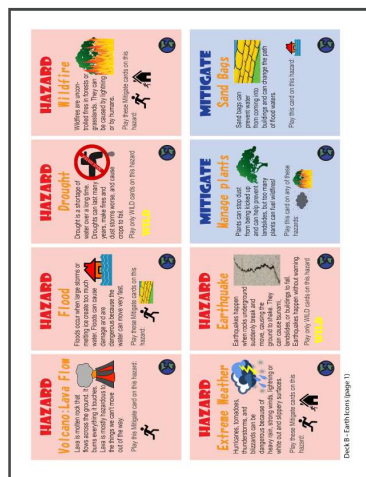 HAZARD
Volcano:Lava Flow
Lava is molten rock that
flows across the ground. It
burns everything it touches.
Lava is mostly hazardous to
the things we can't move
out of the way.
Play this Mitigate card on this
hazard:
HAZARD
Flood
Floods occur when large storms or
melting ice create too much
water. Floods can cause
damage and are
dangerous because the
water can move very fast.
Play these Mitigate cards on this
hazard:
HAZARD
Drought
Drought is a shortage of
water over a long time.
Droughts can last many
years, make fires and
dust storms worse, and cause
crops to fail.
Play only WILD cards on this hazard
WILD
HAZARD
Wildfire
Wildfires are uncon-
trolled fires in forests or
grasslands. They can
be caused by lightning
or by humans.
Play these Mitigate cards on this
hazard:
HAZARD
Extreme Weather
Hurricanes, tornadoes,
thunderstorms, and
blizzards can be
dangerous because of
heavy rain, strong winds, lightning or
white out and slippery surfaces.
Play these Mitigate cards on this
hazard:
HAZARD
Earthquake
Earthquakes happen
when rocks underground
suddenly break and
move, causing the
ground to shake. They
can cause tsunamis,
landslides, or buildings to fall.
Earthquakes happen without warning.
Play only WILD cards on this hazard
WILD
MITIGATE
Manage plants
Plants can stop dust
from being kicked up
and can help prevent
landslides, but too many
plants can fuel wildfires!
Play this card on any of these
hazards:
MITIGATE
Sand Bags
Sand bags can
prevent water
from coming into
buildings and can change the path
of flood waters.
Play this card on this hazard:
Deck B - Earth Icons (page 1)